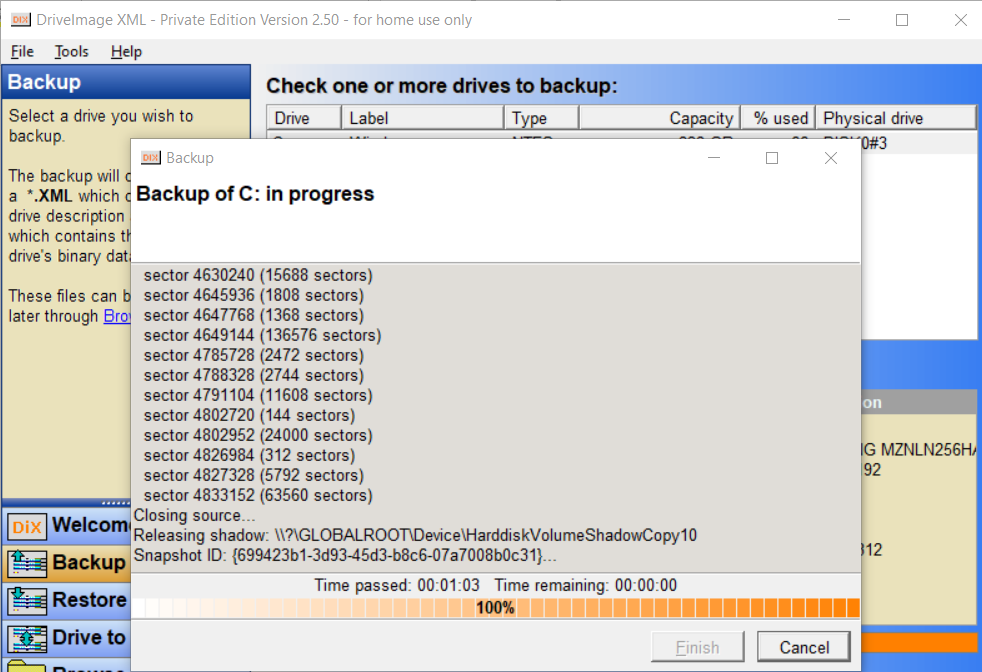 DiX DriveImage XML - Private Edition Version 2.50 - for home use only
File Tools Help
Backup
Select a drive you wish to
backup.
The backup will
a *.XML which
drive description
which contains
drive's binary
These files can
later through
Check one or more drives to backup:
Drive Label Type Capacity % used Physical drive
DiX Backup
Backup of C: in progress
sector 4630240 (15688 sectors)
sector 4645936 (1808 sectors)
sector 4647768 (1368 sectors)
sector 4649144 (136576 sectors)
sector 4785728 (2472 sectors)
sector 4788328 (2744 sectors)
sector 4791104 (11608 sectors)
sector 4802720 (144 sectors)
sector 4802952 (24000 sectors)
sector 4826984 (312 sectors)
sector 4827328 (5792 sectors)
sector 4833152 (63560 sectors)
Closing source...
Releasing shadow: \\?\GLOBALROOT\Device\HarddiskVolumeShadowCopy10
Snapshot ID: {699423b1-3d93-45d3-b8c6-07a7008b0c31}...
Time passed: 00:01:03 Time remaining: 00:00:00
100%
Finish Cancel
DiX Welcome
Backup
Restore
Drive to